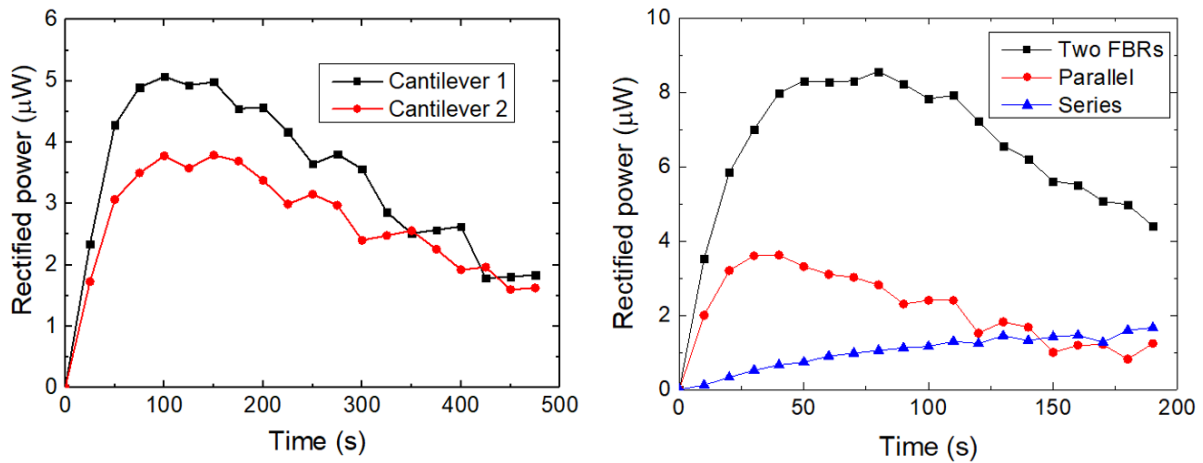 Rectified power (μW)
6
5
4
3
2
1
0
Cantilever 1
Cantilever 2
0 100 200 300 400 500
Time (s)
Rectified power (μW)
10
8
6
4
2
0
Two FBRs
Parallel
Series
0 50 100 150 200
Time (s)